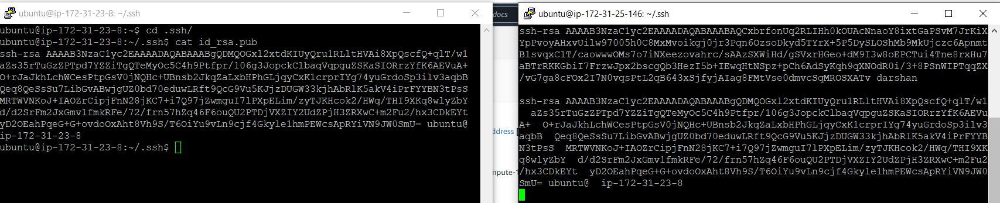 ubuntu@ip-172-31-23-8: ~/.ssh
ubuntu@ip-172-31-23-8:~$ cd .ssh/
ubuntu@ip-172-31-23-8:~/.ssh$ cat id_rsa.pub
ssh-rsa AAAAB3NzaC1yc2EAAAADAQABAAABgQDMQOGxl2xtdKIUyQru1RLltHVAi8XpQscfQ+qlT/w1
aZs35rTuGzZPTpd7YZZiTgQTeMyOc5C4h9Ptfpr/106g3JopckClbaqVqpguZSKaSIORrzYfK6AEVuA+
O+rJaJkhLchWCesPtpGsV0jNQHc+UBnsb2JkqZaLxbHPhGLjqyCxK1crprIYg74yuGrdoSp3ilv3aqbB
Qeq8QeSsSu7LibGvABwjgUZ0bd70eduwLRft9QcG9Vu5KJjzDUGW33kjhAbRlK5akV4iPrFYYBN3tPsS
MRTWVNKoJ+IAOZrCipjFnN28jKC7+i7Q97jZwmguI7lPXpELim/zyTJKHcok2/HWq/THI9XKq8wlyZbY
d/d2SrFm2JxGmv1fmkRFe/72/frn57hZq46F6ouQU2PTDjVXZIY2UdZPjH3ZRXwC+m2Fu2/hx3CDkEYt
yD2OEahPqeG+G+ovdoOxAht8Vh9S/T6OiYu9vLn9cjf4Gkyle1hmPEWcsApRYiVN9JW0SmU= ubuntu@
ip-172-31-23-8
ubuntu@ip-172-31-23-8:~/.ssh$
docs
ddress
mpute-1
ubuntu@ip-172-31-25-146: ~/.ssh
ssh-rsa AAAAB3NzaC1yc2EAAAADAQABAAABAQCxbrfonUq2RLIHh0kOUAcNnaoY8ixtGaPSvM7JrKiX
YpPvoyAHxvUilw97005h0C8MxMvoikgj0jr3Pqn6OzsoDkyd5TYrX+5P5DySLOShMb9MkUjczc6Apnmt
BlsvqxC1T/caowwwOMs7o7iNXeezovahrc/sAAzSXWiHd/gSVxrHGeo+dM9I3w8oEPCTui4Tne8rxHu7
aBTrRKKGbiI7FrzwJpx2bscgQb3HezI5b+IEwqHtNSpz+pCh6AdSyKqh9qXNOdR0i/3+8PSnWIPTqqZX
/vG7ga8cFOx2I7N0vqsPtL2qB643xSjfyjAIag8FMtVse0dmvcSqMROSXATv darshan
ssh-rsa AAAAB3NzaC1yc2EAAAADAQABAAABgQDMQOGxl2xtdKIUyQru1RLltHVAi8XpQscfQ+qlT/w1
aZs35rTuGzZPTpd7YZZiTgQTeMyOc5C4h9Ptfpr/106g3JopckClbaqVqpguZSKaSIORrzYfK6AEVu
A+ O+rJaJkhLchWCesPtpGsV0jNQHc+UBnsb2JkqZaLxbHPhGLjqyCxK1crprIYg74yuGrdoSp3ilv3
aqbB Qeq8QeSsSu7LibGvABwjgUZ0bd70eduwLRft9QcG9Vu5KJjzDUGW33kjhAbRlK5akV4iPrFYYB
N3tPsS MRTWVNKoJ+IAOZrCipjFnN28jKC7+i7Q97jZwmguI7lPXpELim/zyTJKHcok2/HWq/THI9XK
q8wlyZbY d/d2SrFm2JxGmv1fmkRFe/72/frn57hZq46F6ouQU2PTDjVXZIY2UdZPjH3ZRXwC+m2Fu2
/hx3CDkEYt yD2OEahPqeG+G+ovdoOxAht8Vh9S/T6OiYu9vLn9cjf4Gkyle1hmPEWcsApRYiVN9JW0
SmU= ubuntu@ ip-172-31-23-8